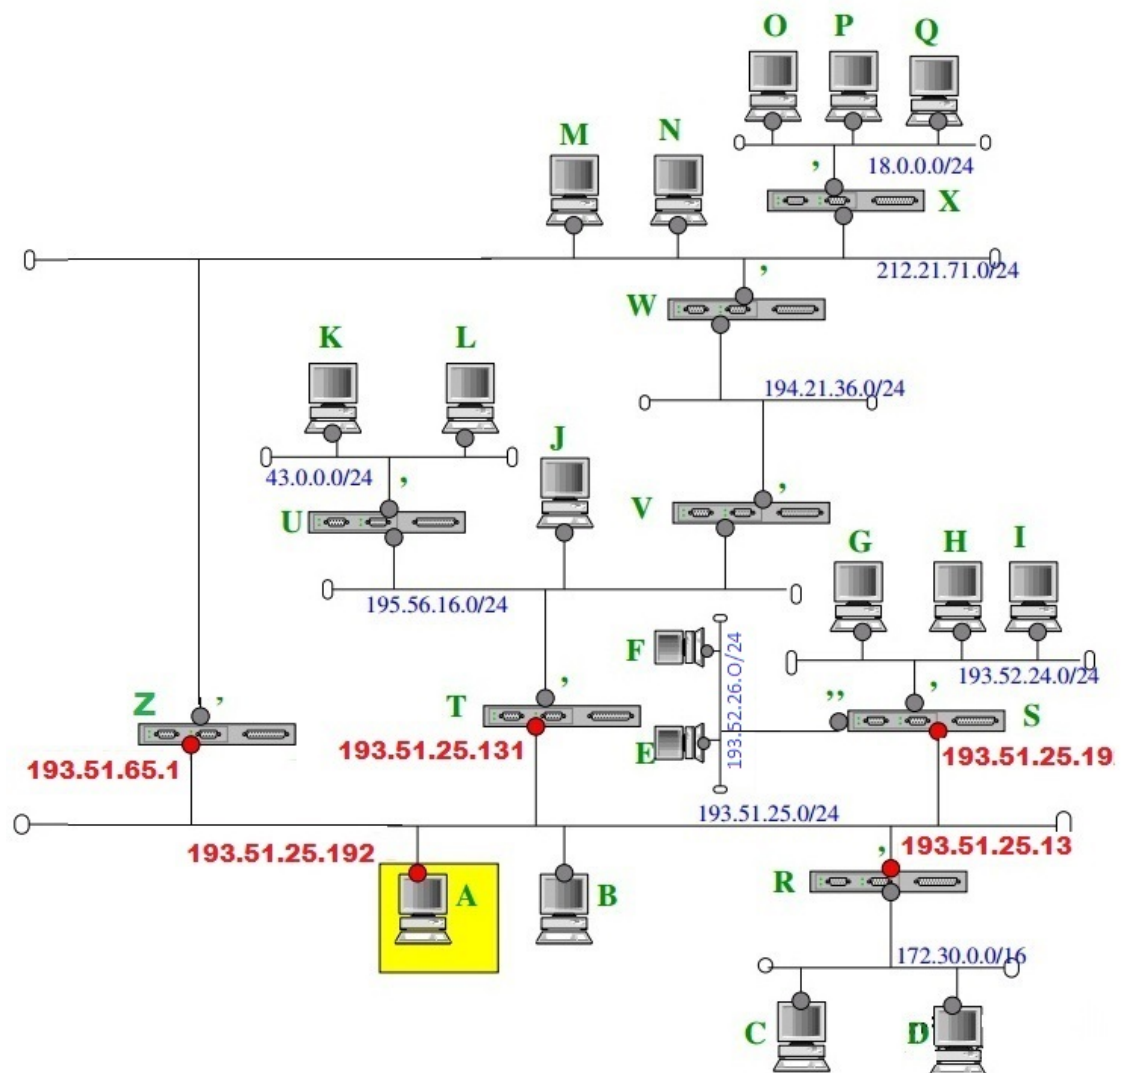 O P Q
M N
,
18.0.0.0/24
X
212.21.71.0/24
,
W
K L
194.21.36.0/24
J
43.0.0.0/24
,
,
V
U
G H I
195.56.16.0/24
F
193.52.26.O/24
193.52.24.0/24
Z
,
T
,
,,
,
S
E
193.51.65.1
193.51.25.131
193.51.25.19
193.51.25.0/24
193.51.25.192
,
193.51.25.13
A
B
R
172.30.0.0/16
C
D